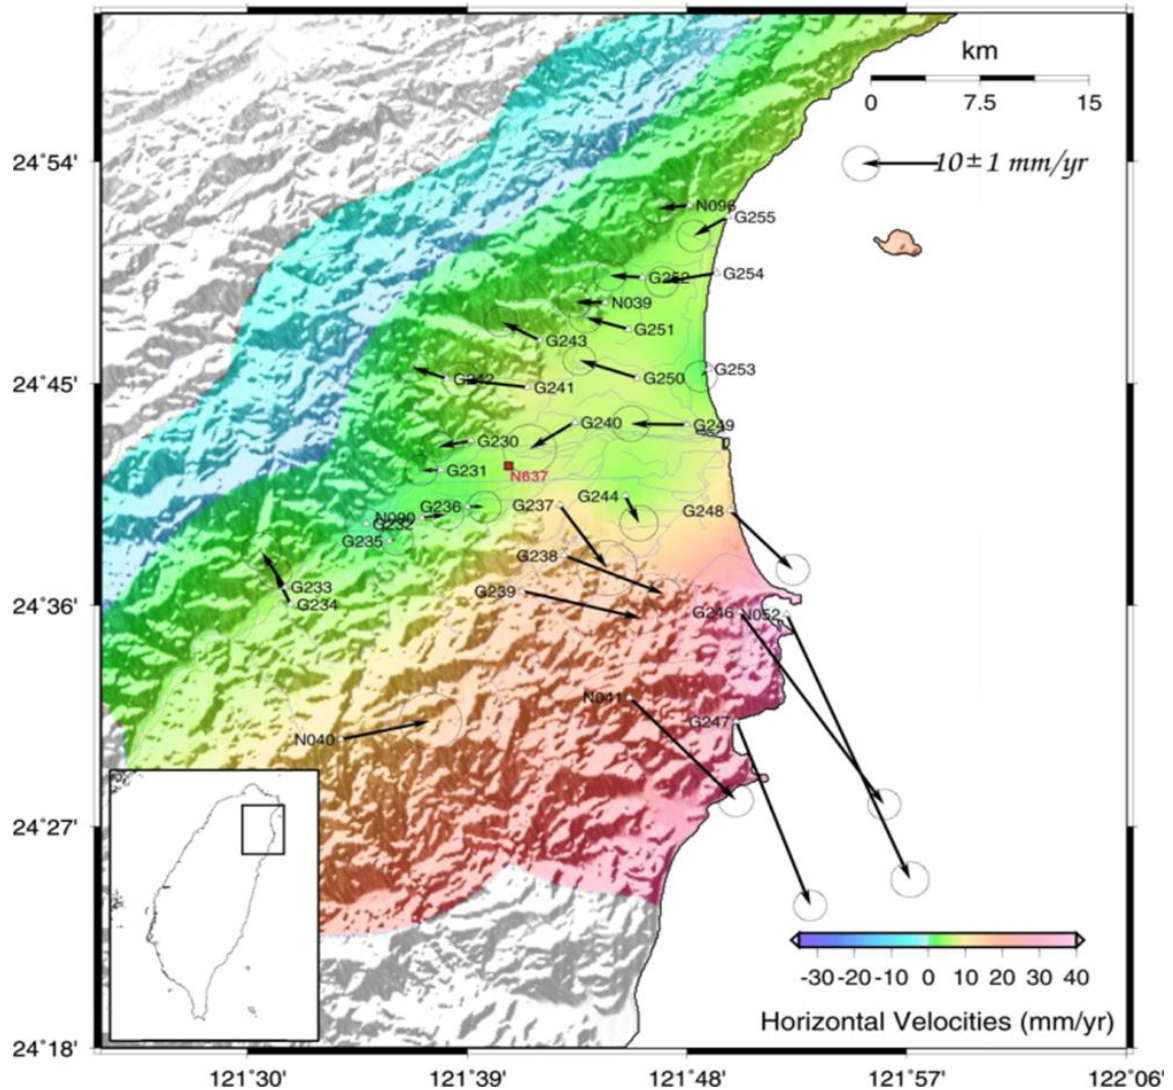 km
0 7.5 15
10±1 mm/yr
24°54'
N096
G255
G252
G254
N039
G251
G243
24°45'
G253
G242
G250
G241
G240
G249
G230
G231
N637
G236
G237
G244
G248
N090
G232
G235
G238
G233
G239
24°36'
G234
G246
N052
N041
G247
N040
24°27'
-30 -20 -10 0 10 20 30 40
Horizontal Velocities (mm/yr)
24°18'
121°30' 121°39' 121°48' 121°57' 122°06'